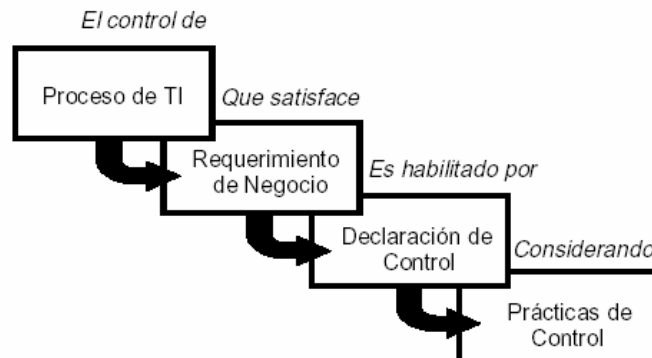 El control de
Proceso de TI
Que satisface
Requerimiento
de Negocio
Es habilitado por
Declaración de
Control
Considerando
Prácticas de
Control